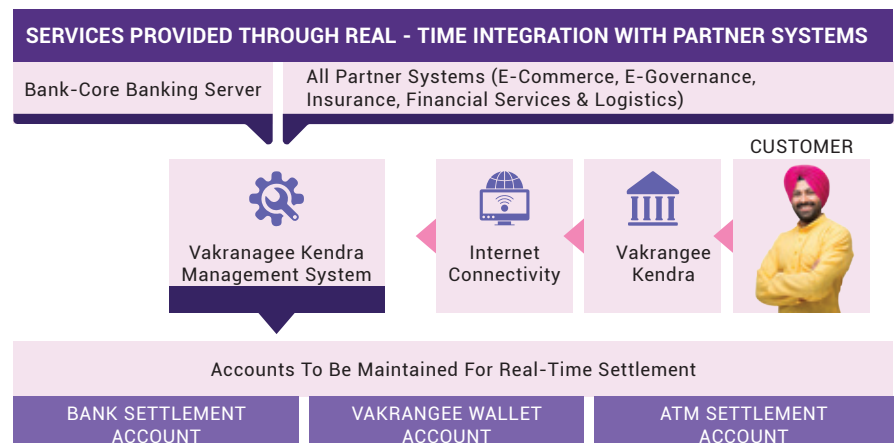 SERVICES PROVIDED THROUGH REAL - TIME INTEGRATION WITH PARTNER SYSTEMS
Bank-Core Banking Server
All Partner Systems (E-Commerce, E-Governance,
Insurance, Financial Services & Logistics)
CUSTOMER
Vakranagee Kendra
Management System
Internet
Connectivity
Vakrangee
Kendra
Accounts To Be Maintained For Real-Time Settlement
BANK SETTLEMENT
ACCOUNT
VAKRANGEE WALLET
ACCOUNT
ATM SETTLEMENT
ACCOUNT